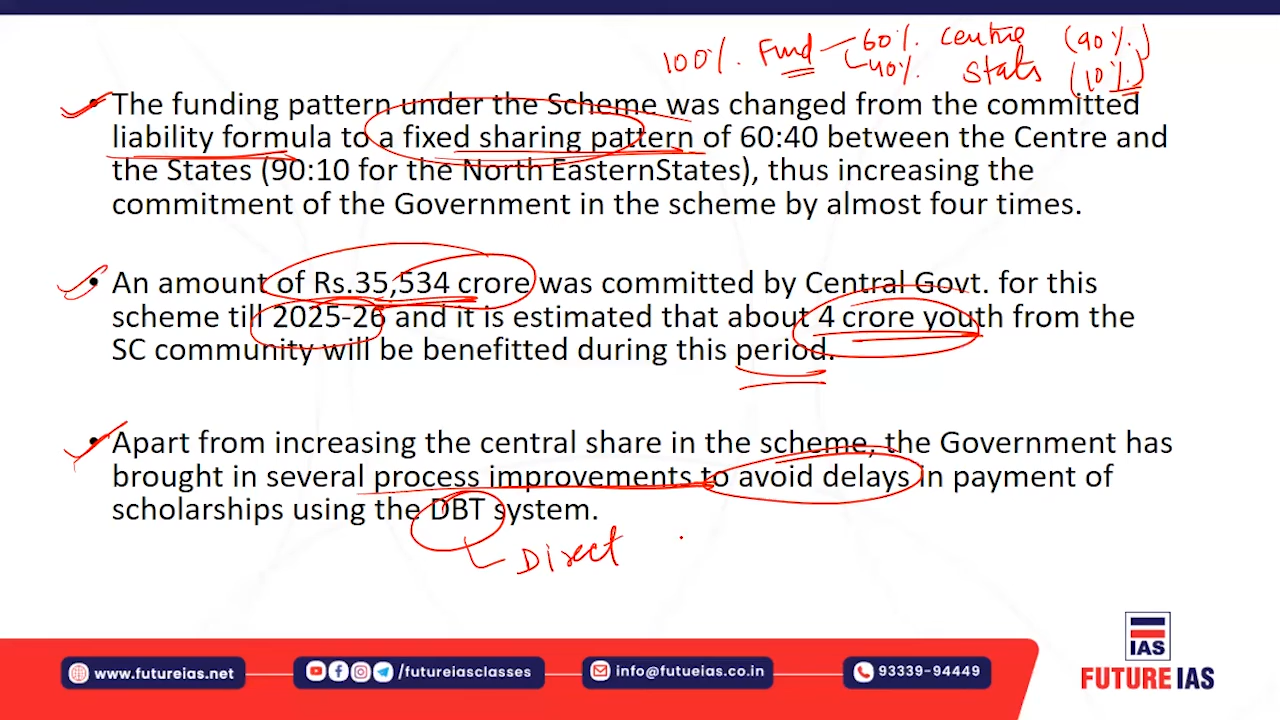 100%. Fund 60%. Centre (90%.)
40%. Stats (10%.)
• The funding pattern under the Scheme was changed from the committed
liability formula to a fixed sharing pattern of 60:40 between the Centre and
the States (90:10 for the North EasternStates), thus increasing the
commitment of the Government in the scheme by almost four times.
• An amount of Rs.35,534 crore was committed by Central Govt. for this
scheme till 2025-26 and it is estimated that about 4 crore youth from the
SC community will be benefitted during this period.
• Apart from increasing the central share in the scheme, the Government has
brought in several process improvements to avoid delays in payment of
scholarships using the DBT system.
Direct
IAS
FUTURE IAS
www.futureias.net
/futureiasclasses
info@futueias.co.in
93339-94449